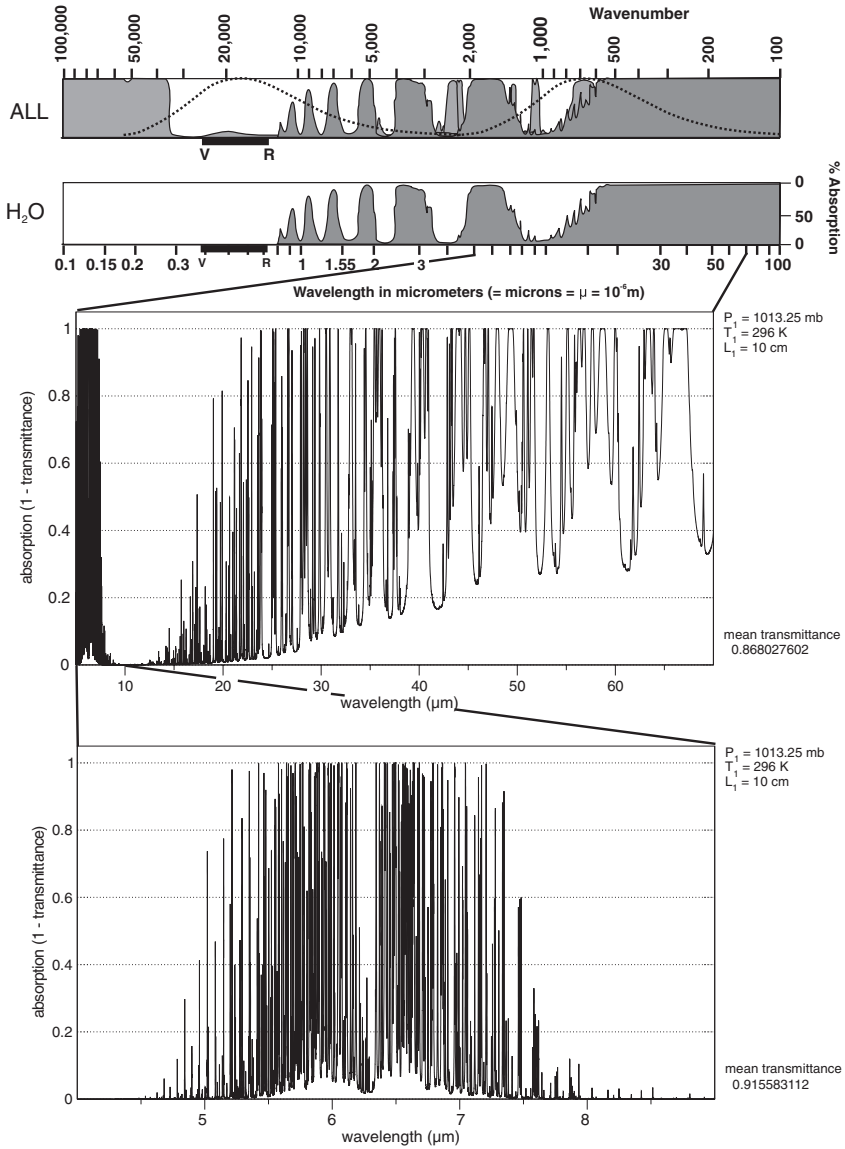 Wavenumber
100,000 50,000 20,000 10,000 5,000 2,000 1,000 500 200 100
ALL
V R
% Absorption
H2O
0
50
0
0.1 0.15 0.2 0.3 V R 1 1.55 2 3 30 50 100
Wavelength in micrometers (= microns = μ = 10-6m)
P1 = 1013.25 mb
T1 = 296 K
L1 = 10 cm
1
0.8
0.6
0.4
0.2
0
absorption (1 - transmittance)
mean transmittance
0.868027602
10 20 30 40 50 60
wavelength (μm)
P1 = 1013.25 mb
T1 = 296 K
L1 = 10 cm
1
0.8
0.6
0.4
0.2
0
absorption (1 - transmittance)
mean transmittance
0.915583112
5 6 7 8
wavelength (μm)